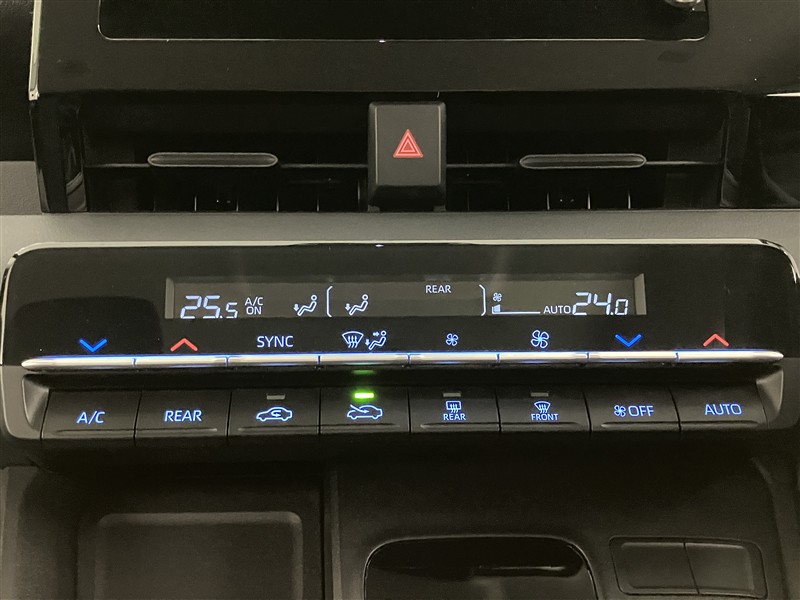 REAR
25.5 A/C ON AUTO 24.0
SYNC
A/C REAR REAR FRONT OFF AUTO